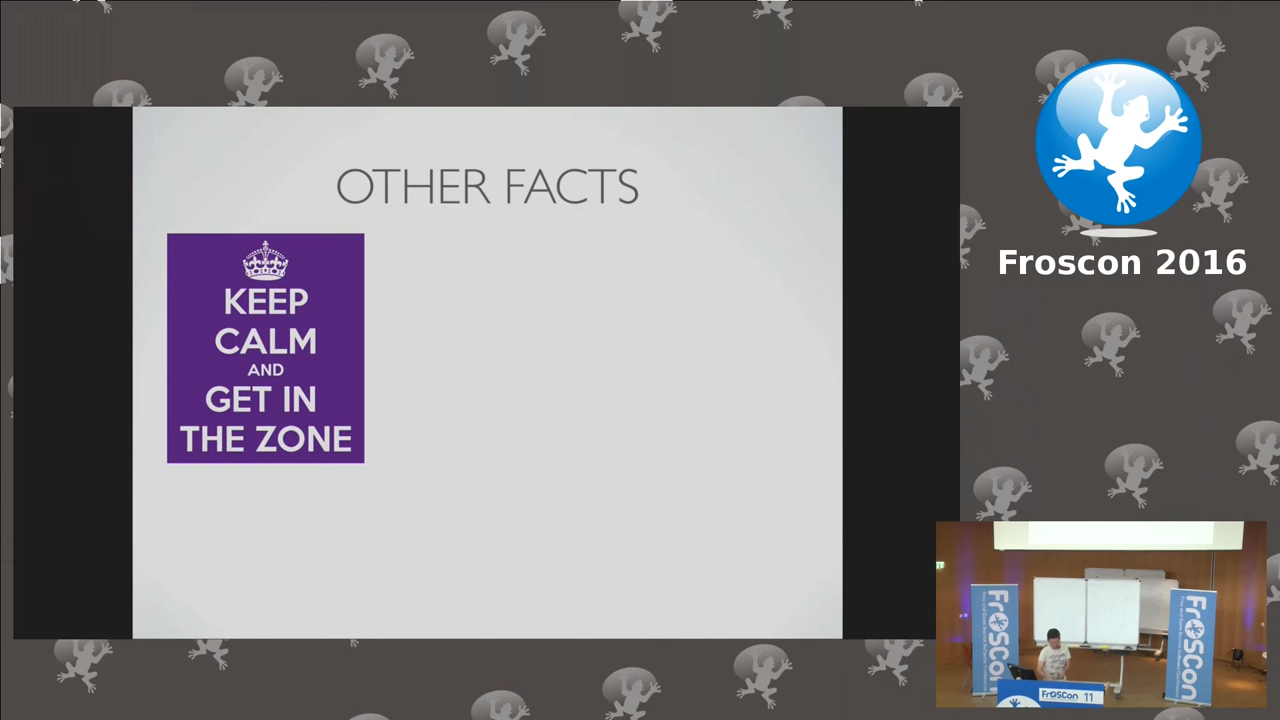 OTHER FACTS
KEEP
CALM
AND
GET IN
THE ZONE
Froscon 2016
FrOSCon
FrOSCon
FrOSCon 11